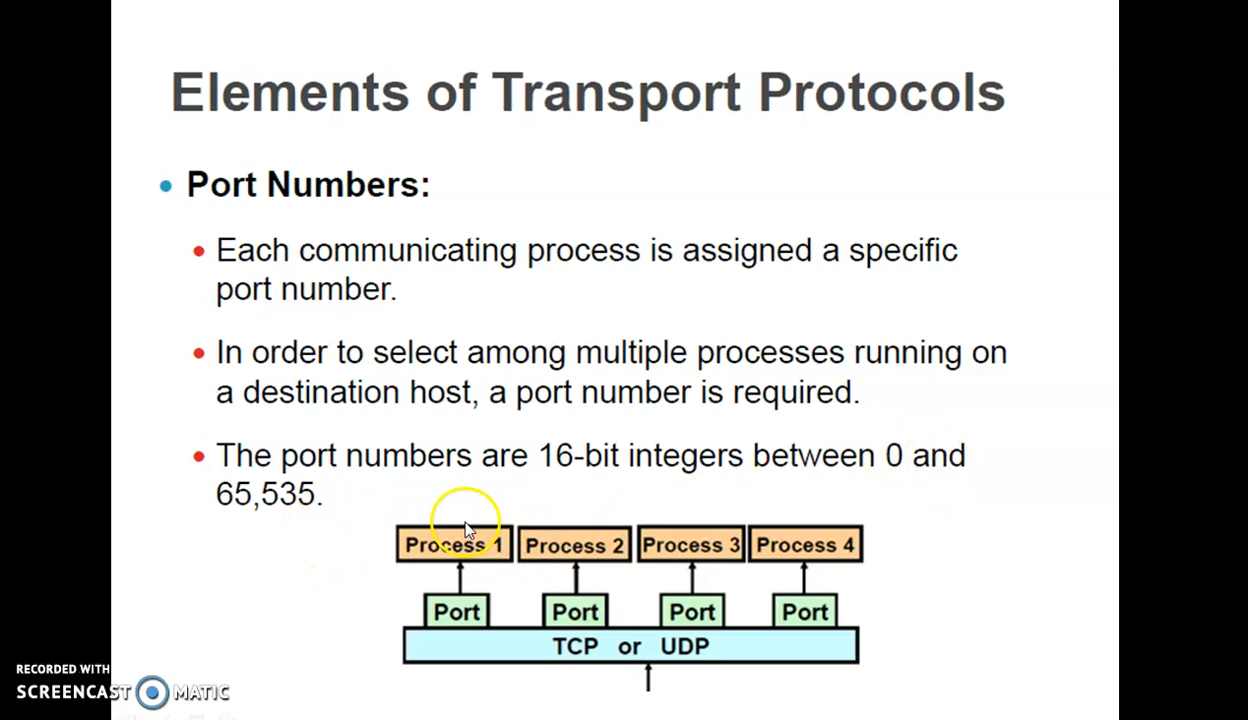 Elements of Transport Protocols
Port Numbers:
Each communicating process is assigned a specific
port number.
In order to select among multiple processes running on
a destination host, a port number is required.
The port numbers are 16-bit integers between 0 and
65,535.
Process 1 Process 2 Process 3 Process 4
Port Port Port Port
TCP or UDP
RECORDED WITH
SCREENCAST MATIC